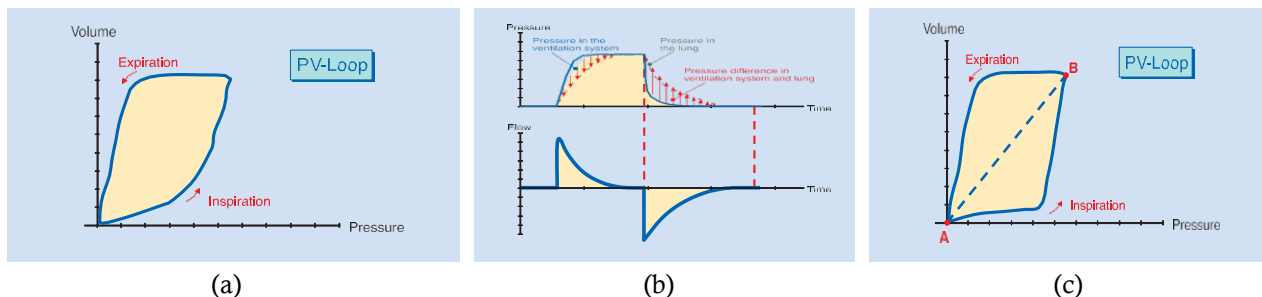 Volume
Expiration
PV-Loop
Inspiration
Pressure
(a)
Pressure
Pressure in the
ventilation system
Pressure in
the lung
Pressure difference in
ventilation system and lung
Time
Flow
Time
(b)
Volume
Expiration
B
PV-Loop
Inspiration
A
Pressure
(c)